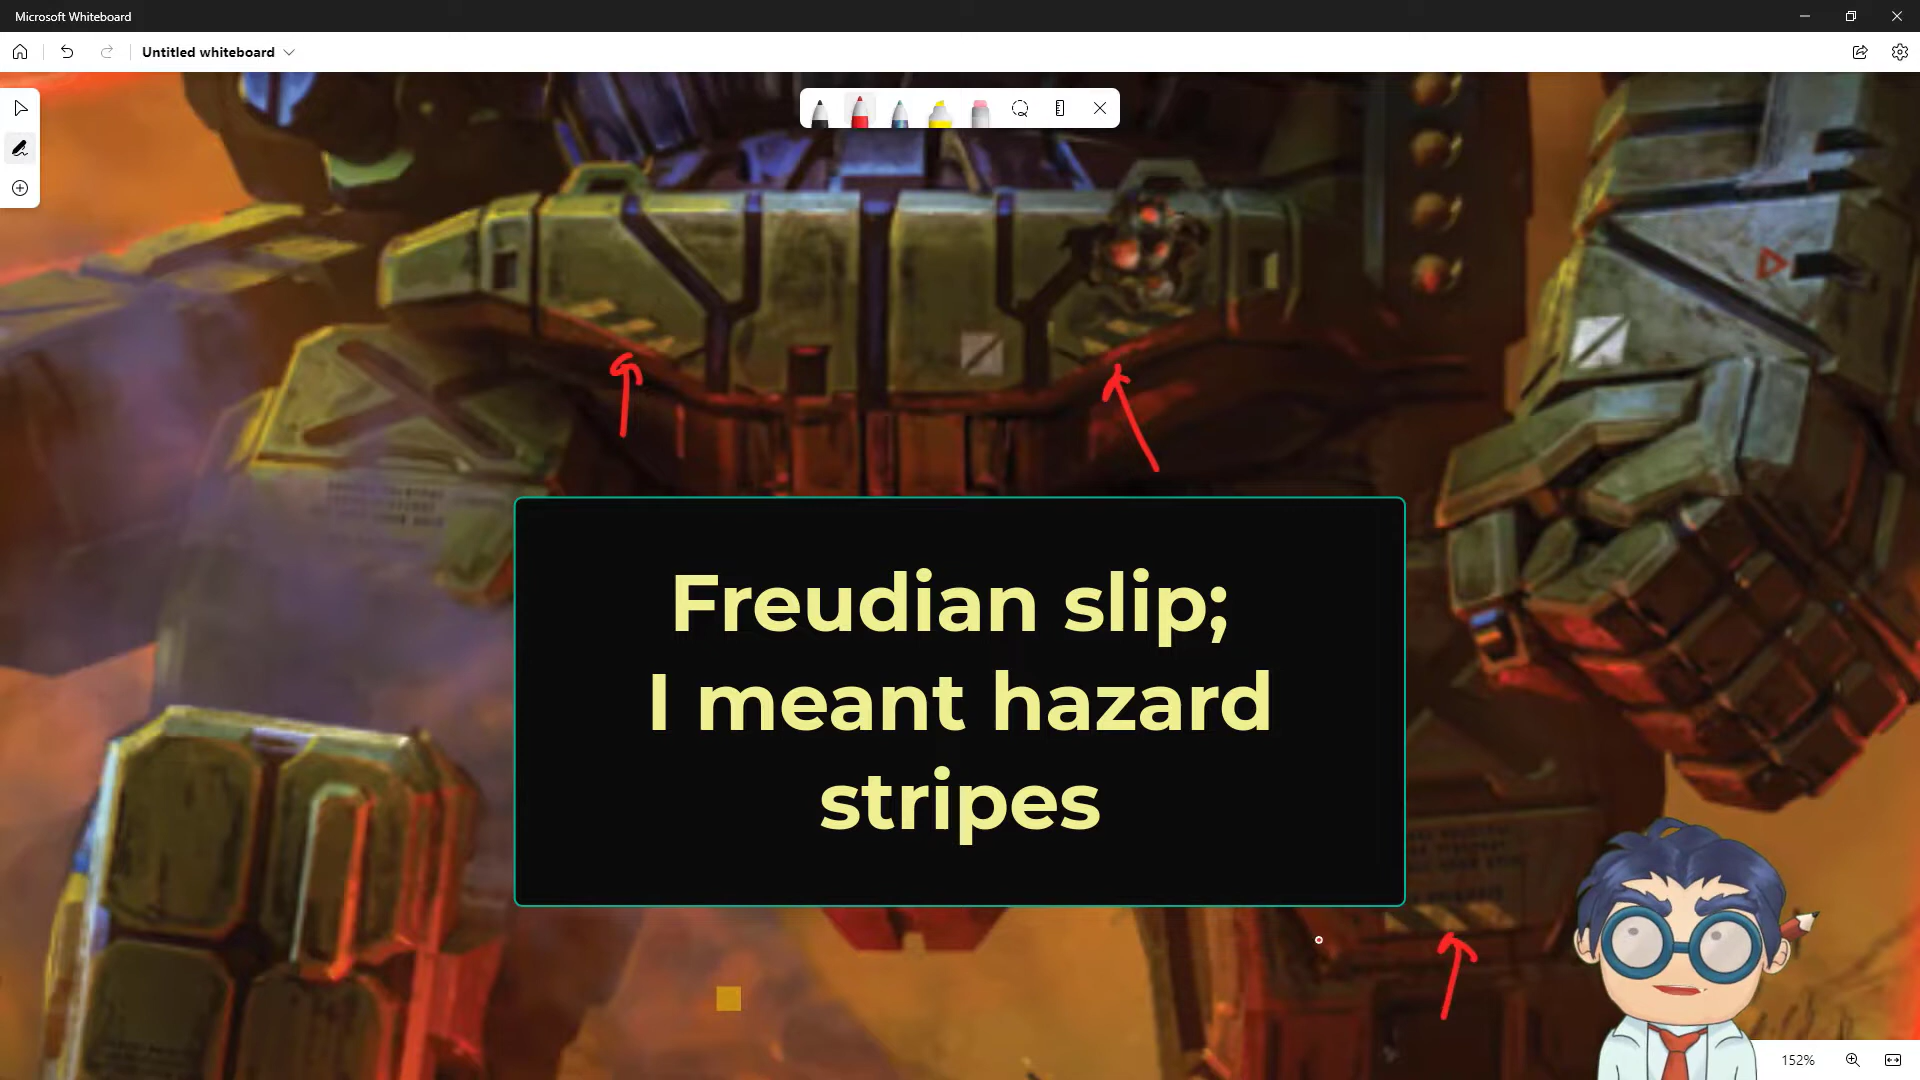 Microsoft Whiteboard
Untitled whiteboard
Freudian slip;
I meant hazard
stripes
152%